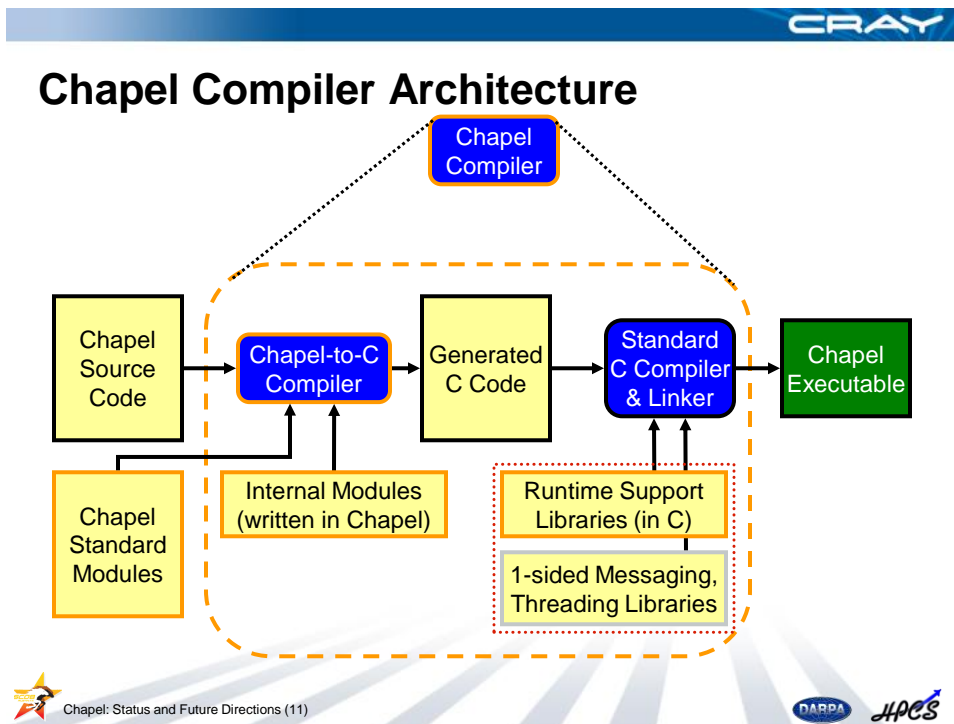 CRAY
Chapel Compiler Architecture
Chapel
Compiler
Chapel
Source
Code
Chapel-to-C
Compiler
Generated
C Code
Standard
C Compiler
& Linker
Chapel
Executable
Chapel
Standard
Modules
Internal Modules
(written in Chapel)
Runtime Support
Libraries (in C)
1-sided Messaging,
Threading Libraries
Chapel: Status and Future Directions (11)
DARPA
HPCS